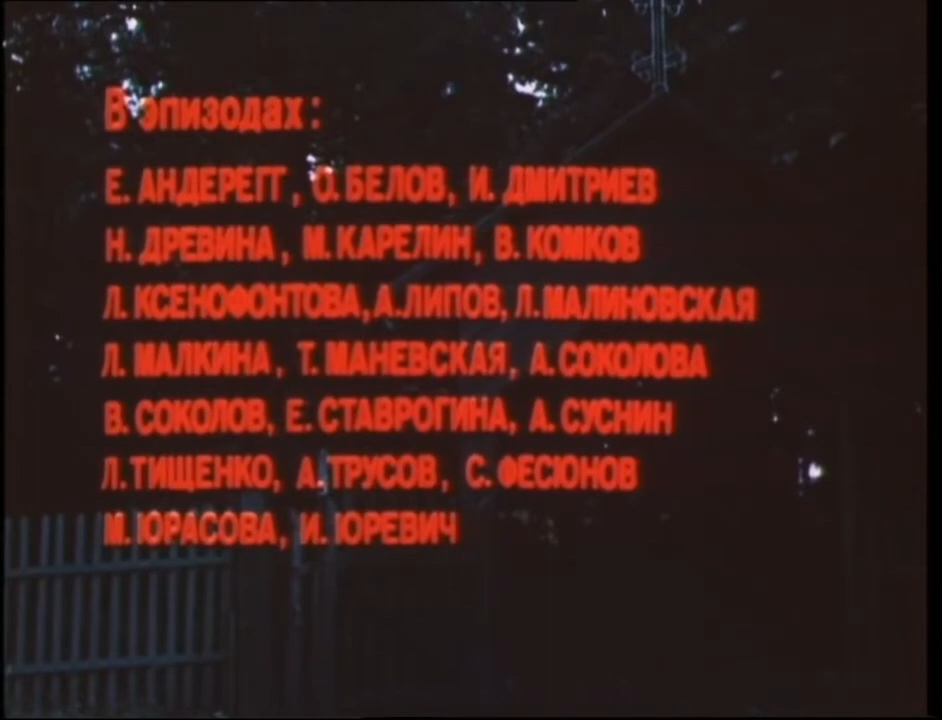 В эпизодах:
Е. АНДЕРЕГГ, О. БЕЛОВ, И. ДМИТРИЕВ
Н. ДРЕВИНА, М. КАРЕЛИН, В. КОМКОВ
Л. КСЕНОФОНТОВА, А. ЛИПОВ, Л. МАЛИНОВСКАЯ
Л. МАЛКИНА, Т. МАНЕВСКАЯ, А. СОКОЛОВА
В. СОКОЛОВ, Е. СТАВРОГИНА, А. СУСНИН
Л. ТИЩЕНКО, А. ТРУСОВ, С. ФЕСЮНОВ
М. ЮРАСОВА, И. ЮРЕВИЧ